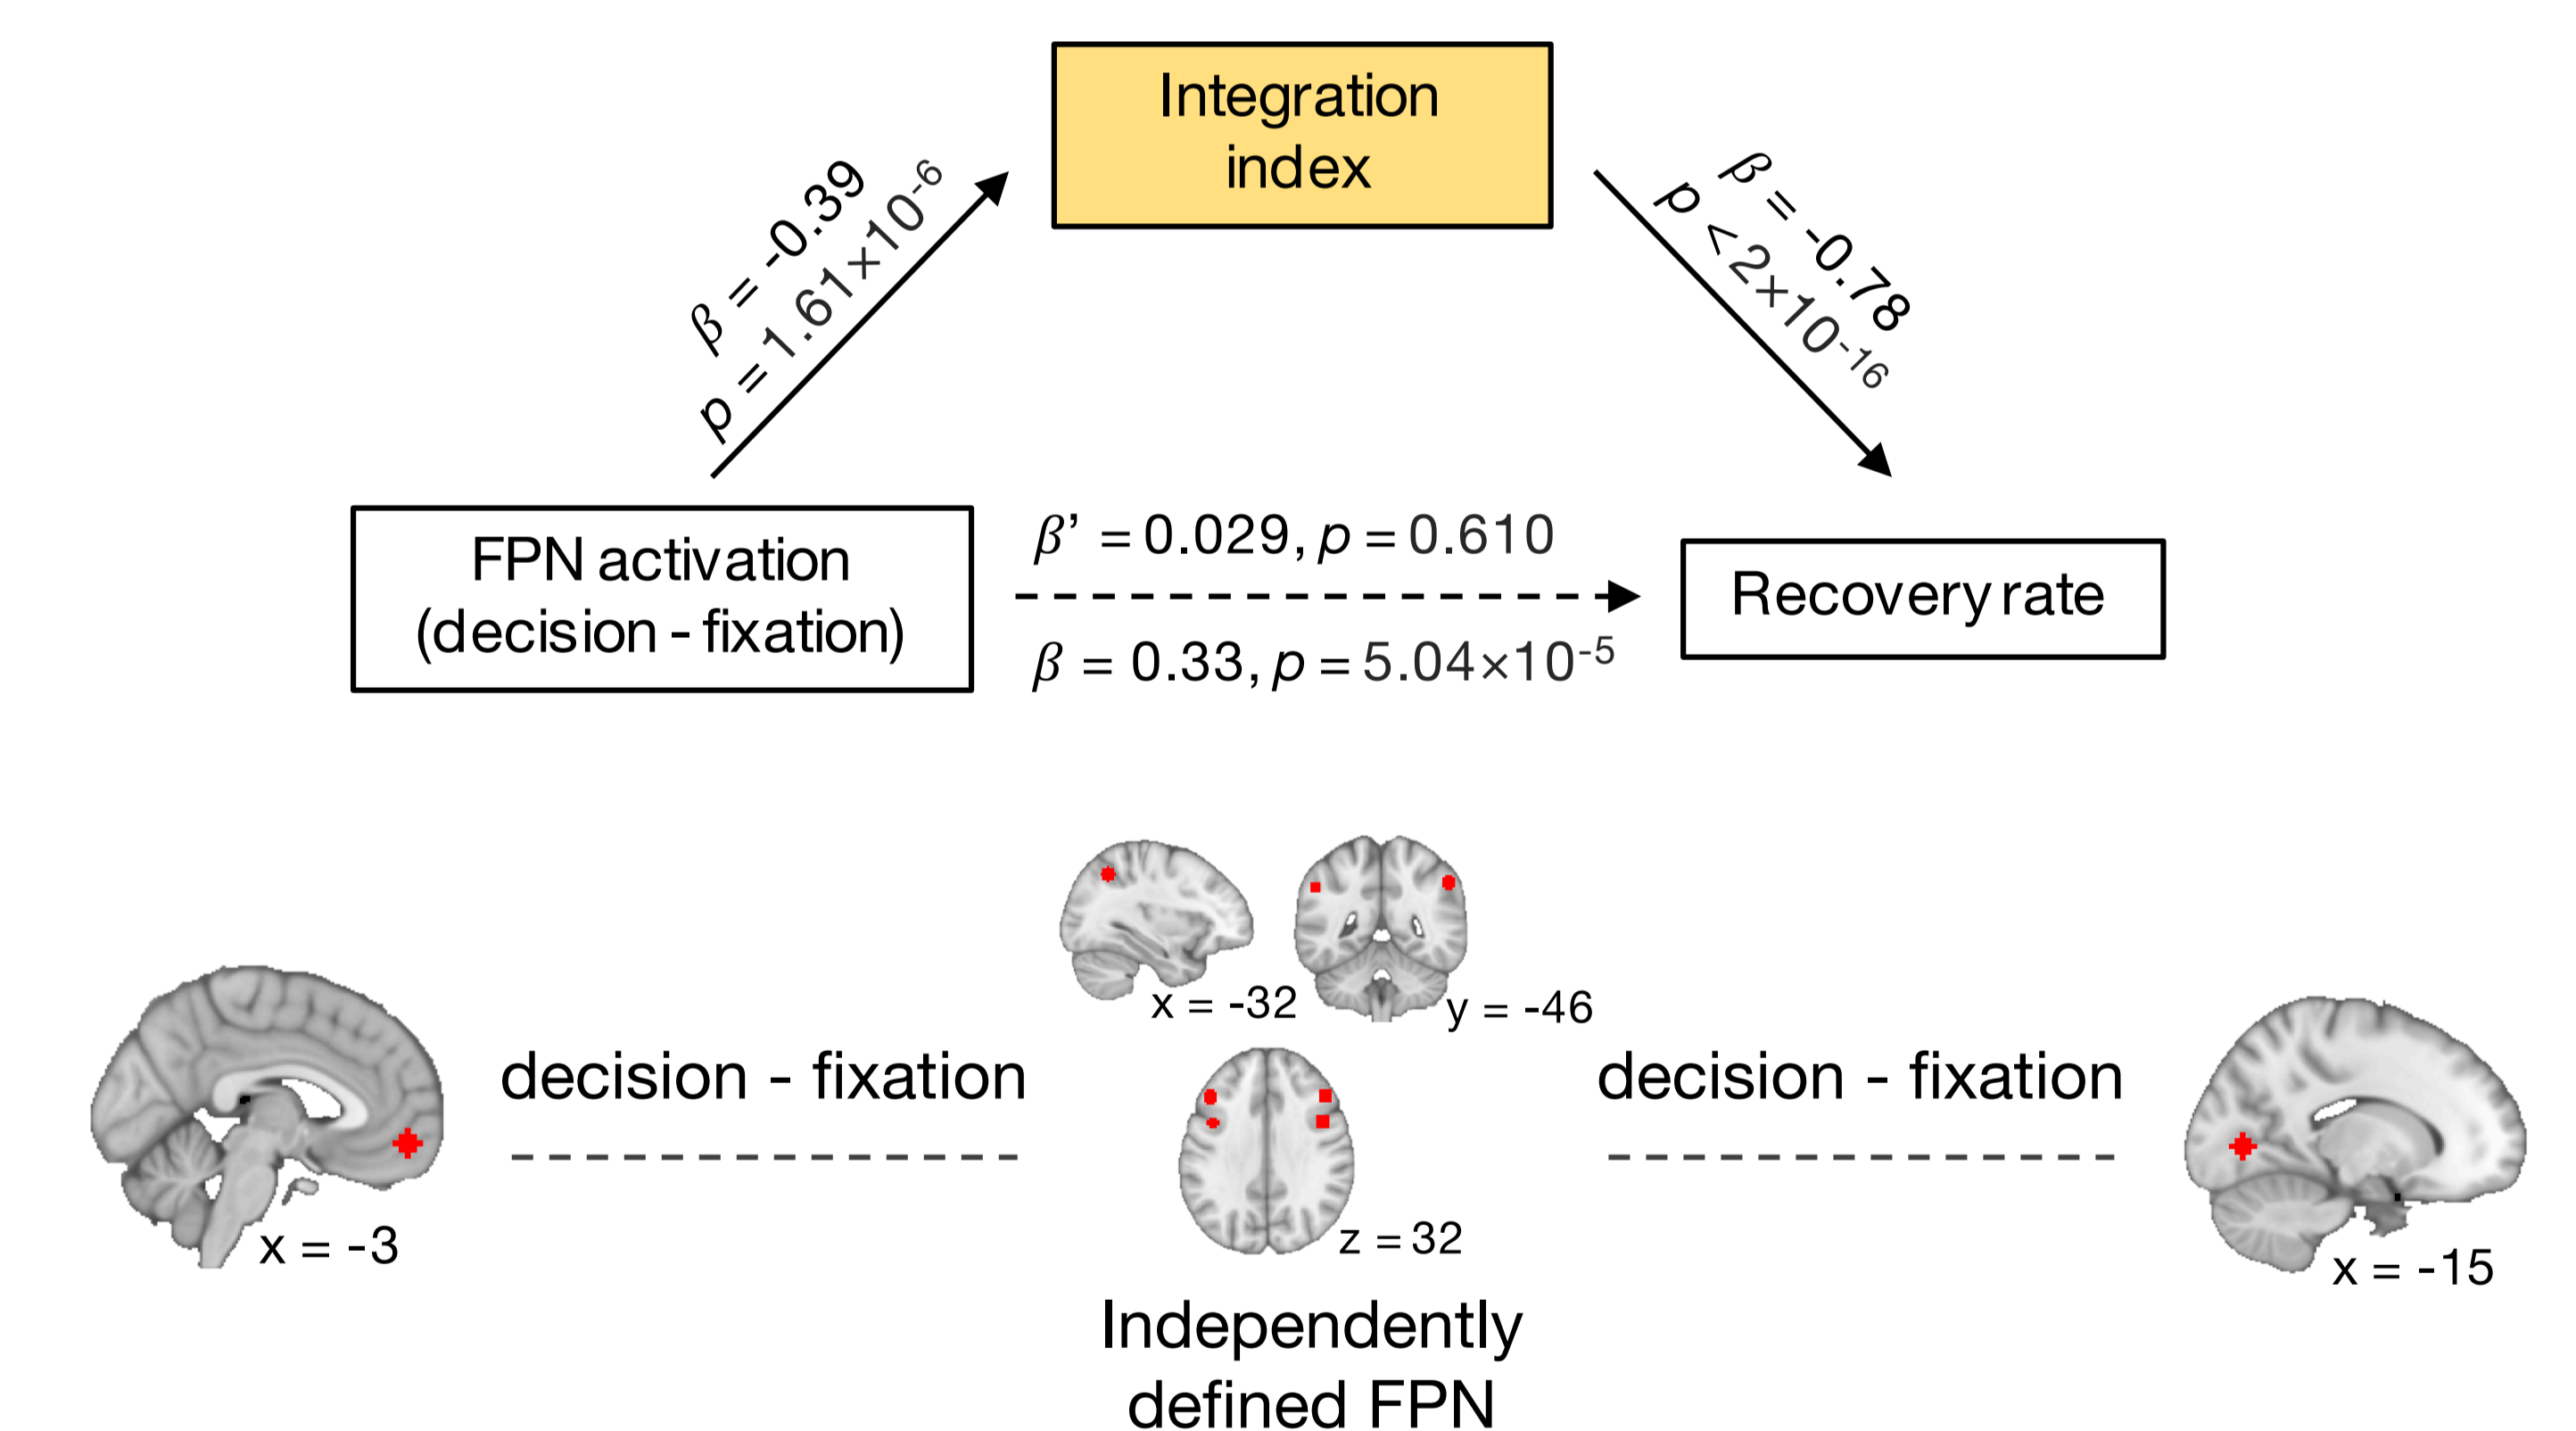 Integration
index
β = -0.39
p = 1.61×10⁻⁶
β = -0.78
p < 2×10⁻¹⁶
FPN activation
(decision - fixation)
β’ = 0.029, p = 0.610
β = 0.33, p = 5.04×10⁻⁵
Recovery rate
x = -32
y = -46
decision - fixation
decision - fixation
x = -3
z = 32
x = -15
Independently
defined FPN